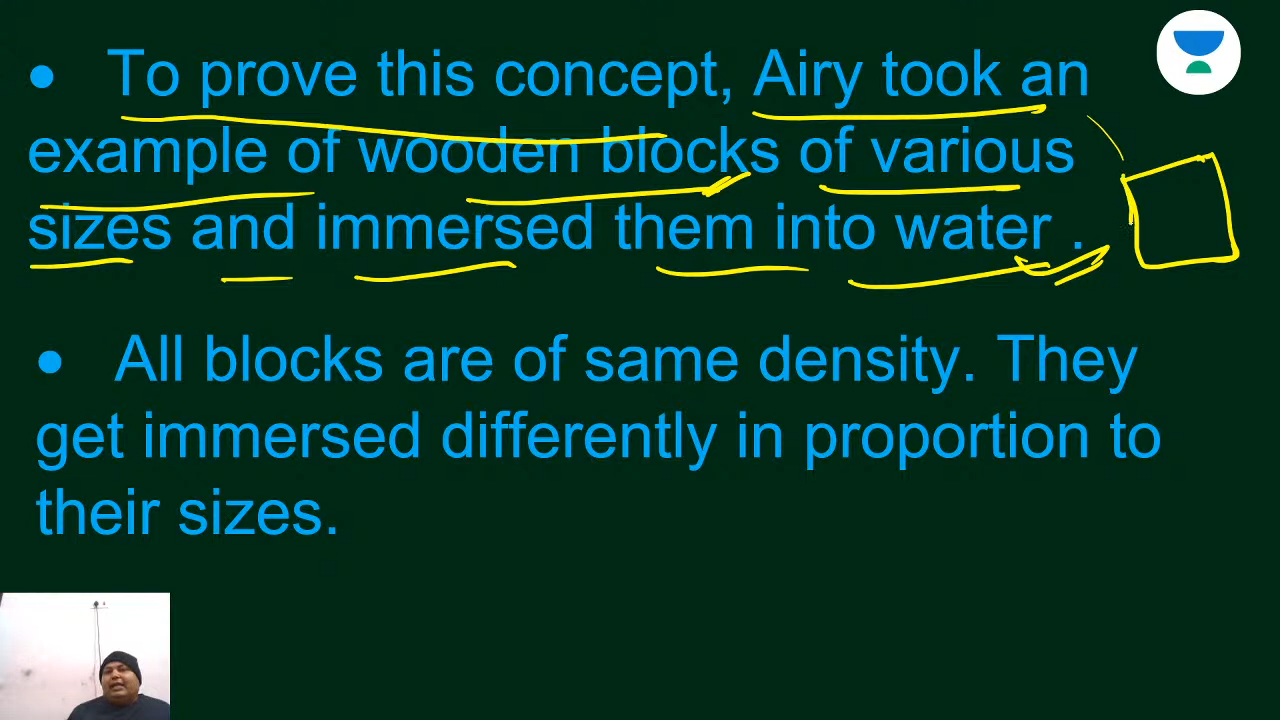 • To prove this concept, Airy took an
example of wooden blocks of various
sizes and immersed them into water .
• All blocks are of same density. They
get immersed differently in proportion to
their sizes.